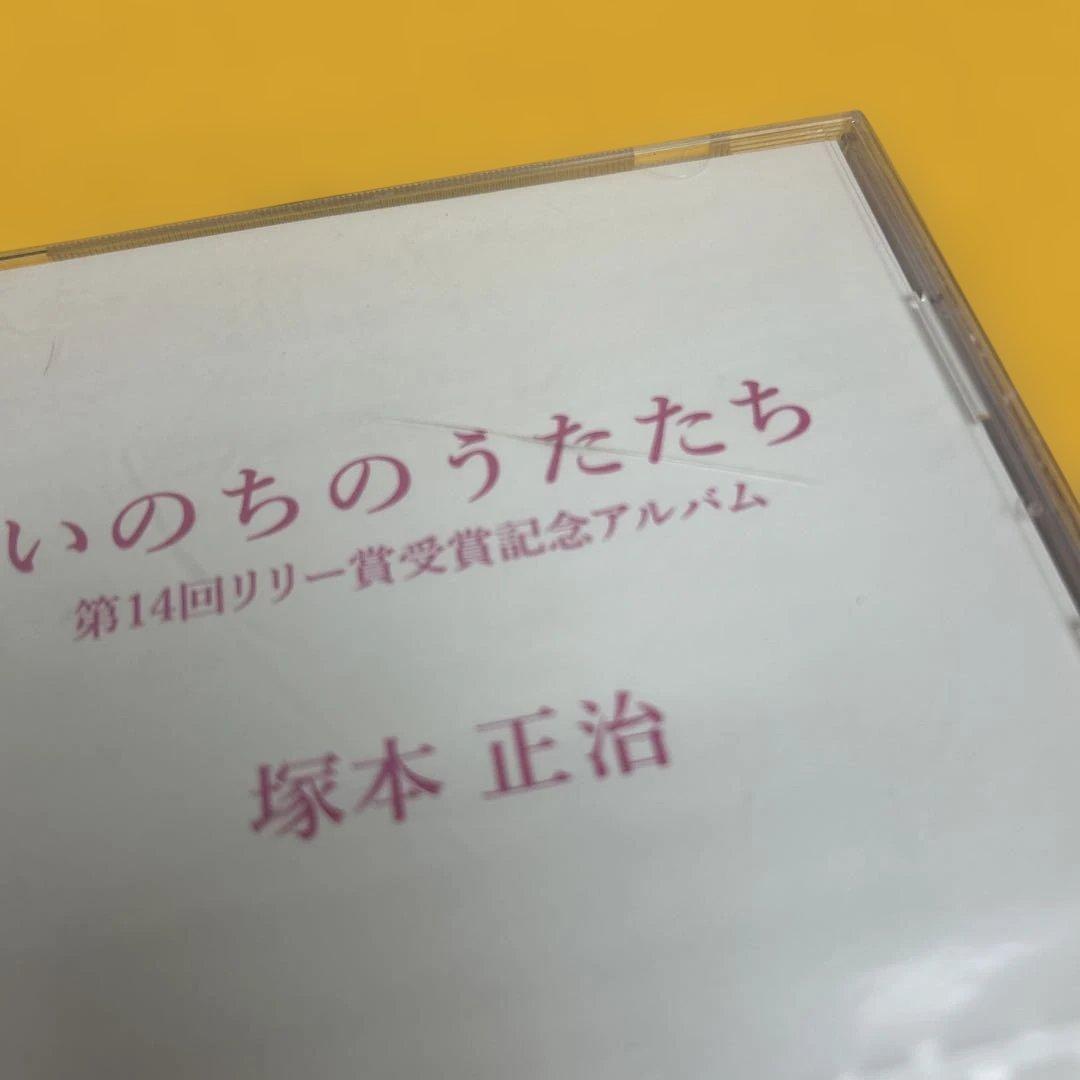 いのちのうたたち
第14回リリー賞受賞記念アルバム
塚本 正治